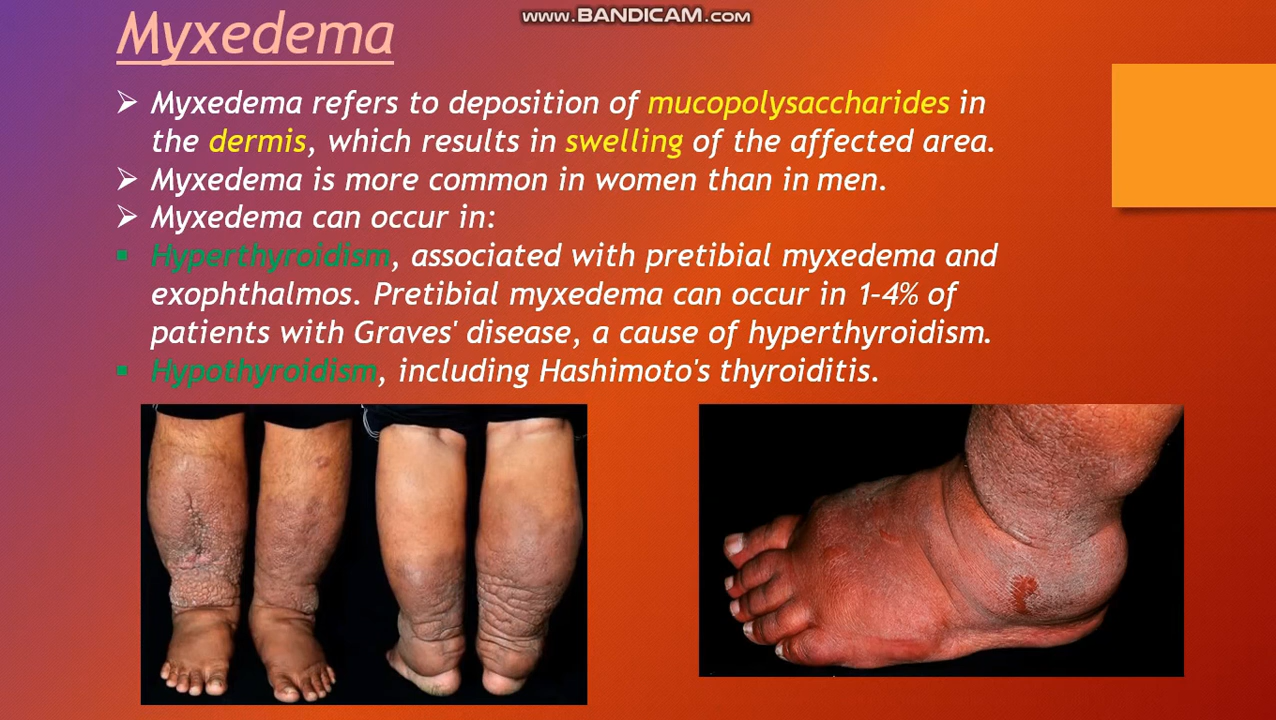 www.BANDICAM.com
Myxedema
➢ Myxedema refers to deposition of mucopolysaccharides in
the dermis, which results in swelling of the affected area.
➢ Myxedema is more common in women than in men.
➢ Myxedema can occur in:
▪ Hyperthyroidism, associated with pretibial myxedema and
exophthalmos. Pretibial myxedema can occur in 1-4% of
patients with Graves' disease, a cause of hyperthyroidism.
▪ Hypothyroidism, including Hashimoto's thyroiditis.